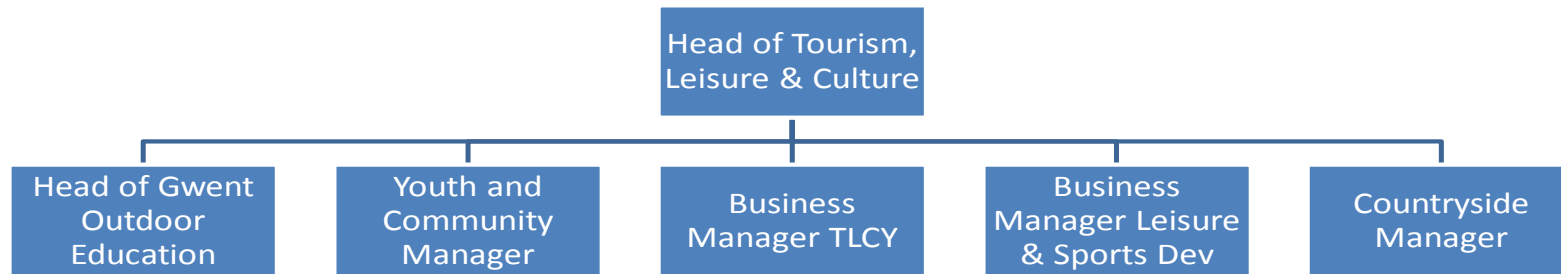 Head of Tourism,
Leisure & Culture
Head of Gwent
Outdoor
Education
Youth and
Community
Manager
Business
Manager TLCY
Business
Manager Leisure
& Sports Dev
Countryside
Manager